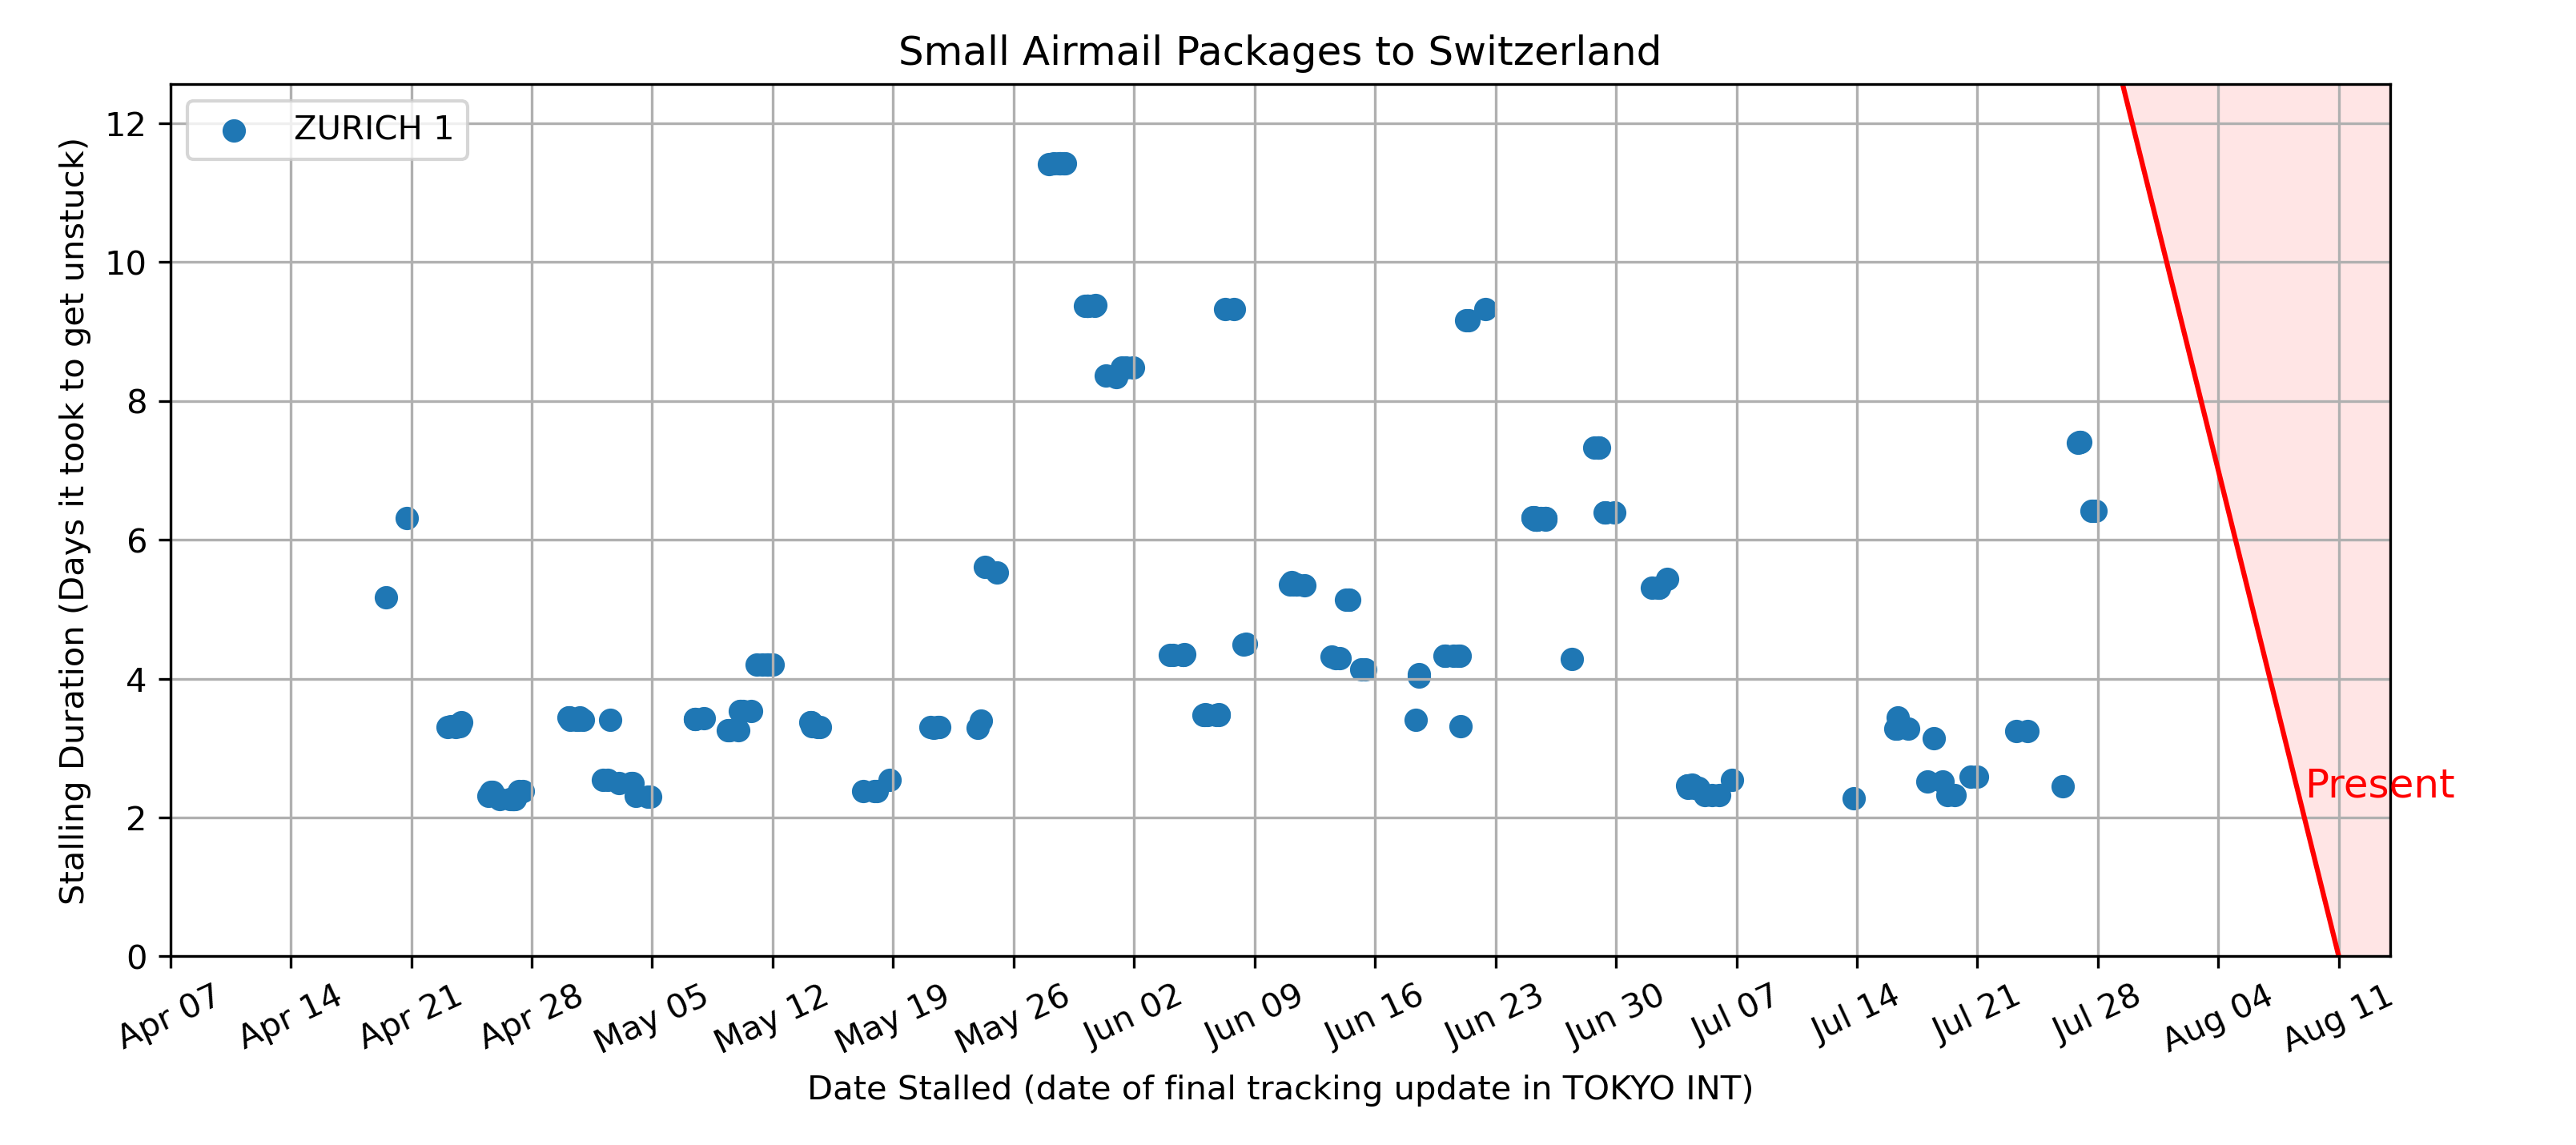 Small Airmail Packages to Switzerland
ZURICH 1
Stalling Duration (Days it took to get unstuck)
12
10
8
6
4
2
0
Present
Apr 07
Apr 14
Apr 21
Apr 28
May 05
May 12
May 19
May 26
Jun 02
Jun 09
Jun 16
Jun 23
Jun 30
Jul 07
Jul 14
Jul 21
Jul 28
Aug 04
Aug 11
Date Stalled (date of final tracking update in TOKYO INT)